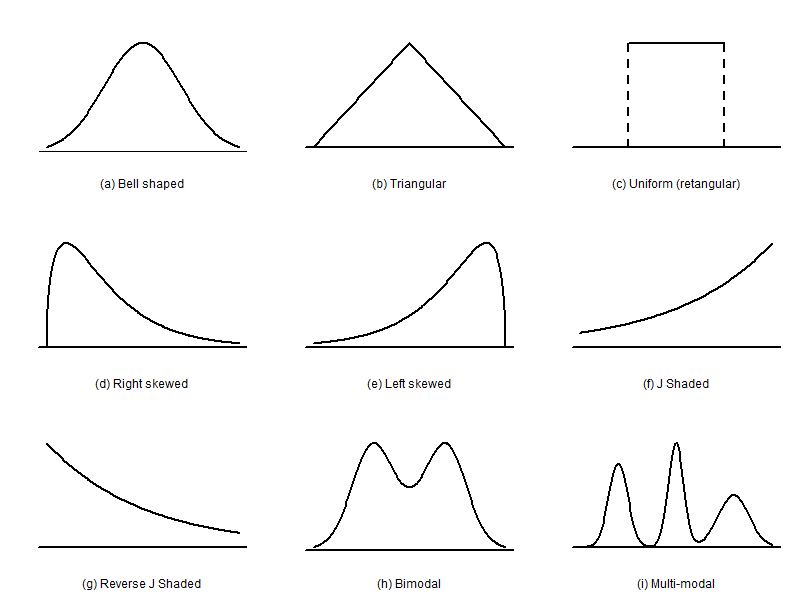 (a) Bell shaped
(b) Triangular
(c) Uniform (retangular)
(d) Right skewed
(e) Left skewed
(f) J Shaded
(g) Reverse J Shaded
(h) Bimodal
(i) Multi-modal